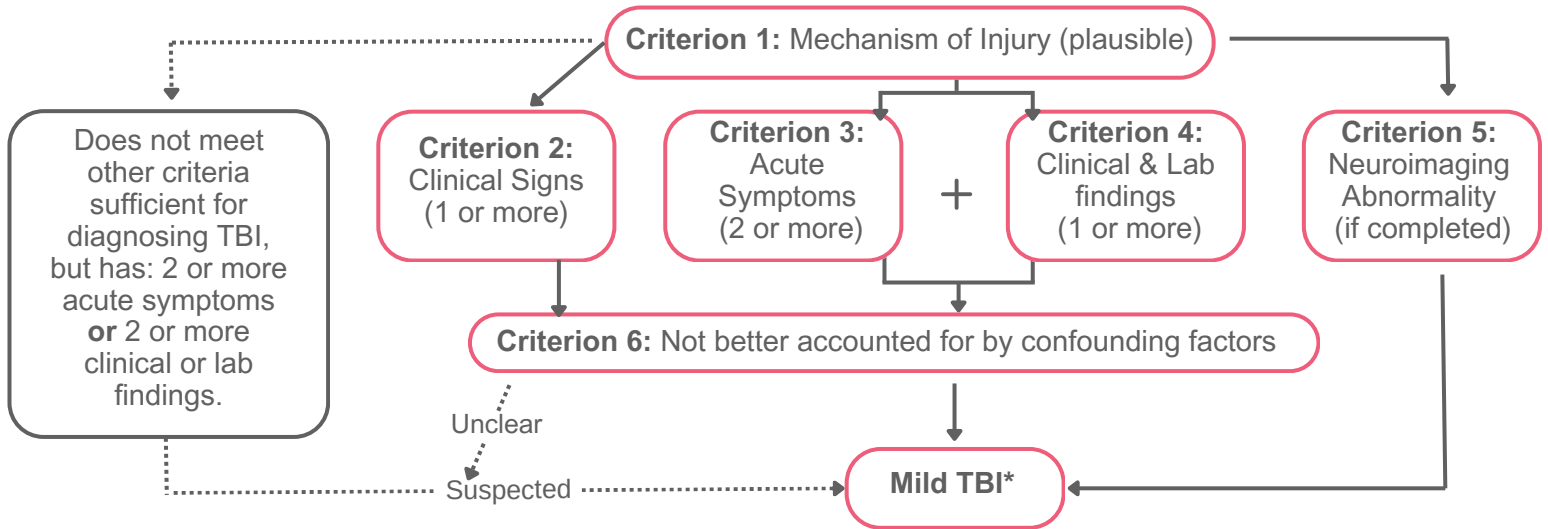 Criterion 1: Mechanism of Injury (plausible)
Does not meet
other criteria
sufficient for
diagnosing TBI,
but has: 2 or more
acute symptoms
or 2 or more
clinical or lab
findings.
Criterion 2:
Clinical Signs
(1 or more)
Criterion 3:
Acute
Symptoms
(2 or more)
+
Criterion 4:
Clinical & Lab
findings
(1 or more)
Criterion 5:
Neuroimaging
Abnormality
(if completed)
Criterion 6: Not better accounted for by confounding factors
Unclear
Suspected
Mild TBI*